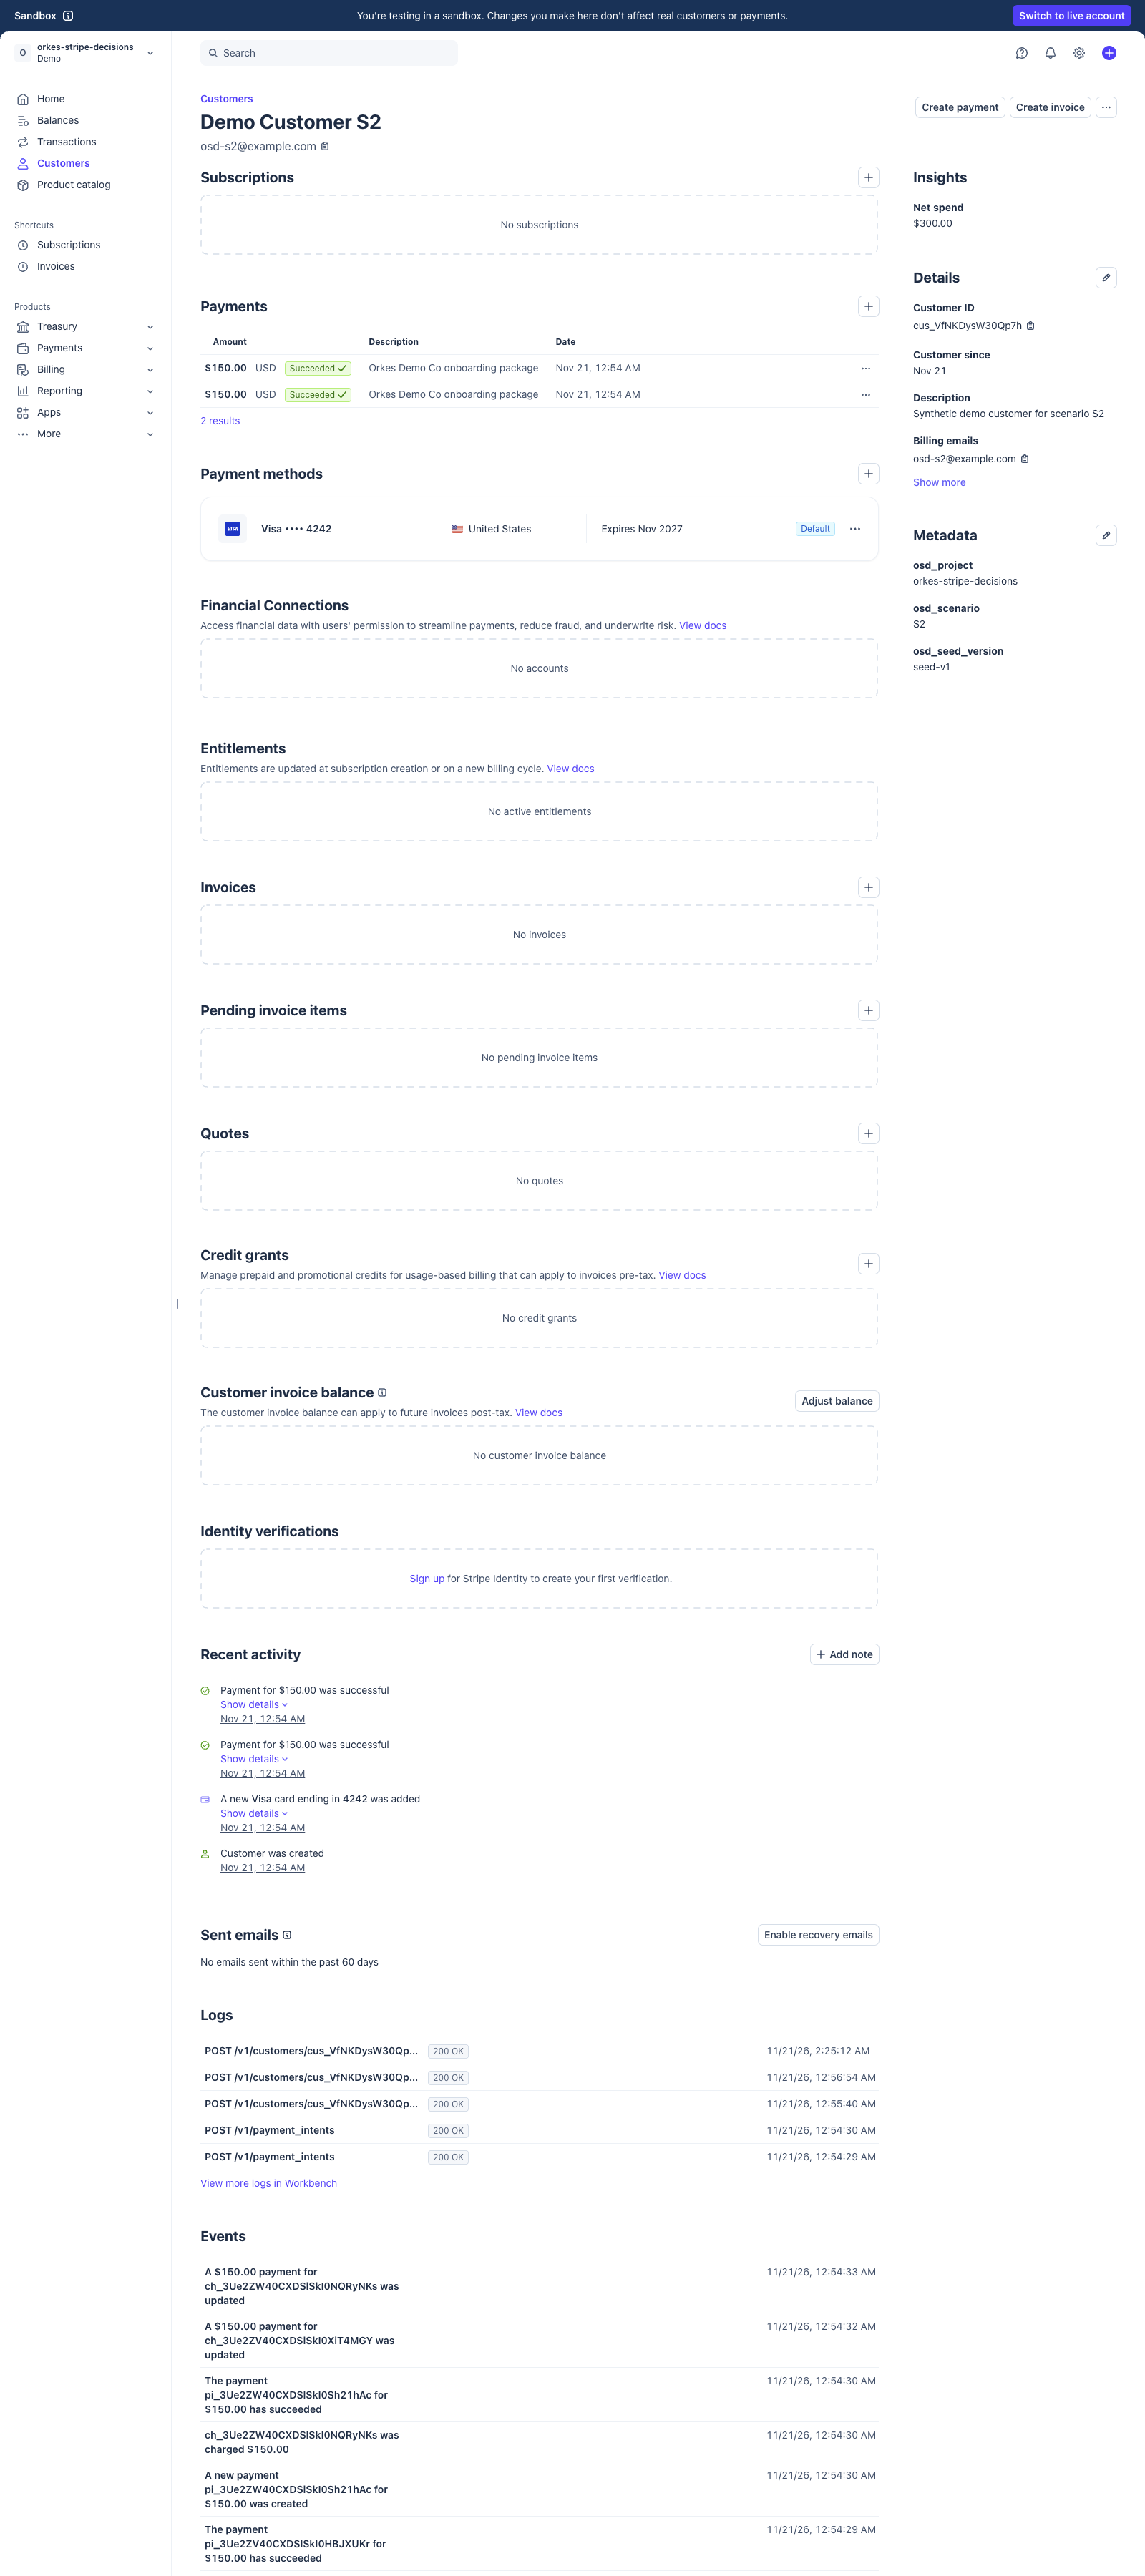 Sandbox
You're testing in a sandbox. Changes you make here don't affect real customers or payments.
Switch to live account
O
orkes-stripe-decisions
Demo
Search
Home
Balances
Transactions
Customers
Product catalog
Shortcuts
Subscriptions
Invoices
Products
Treasury
Payments
Billing
Reporting
Apps
More
Customers
Demo Customer S2
osd-s2@example.com
Create payment
Create invoice
Subscriptions
No subscriptions
Payments
Amount Description Date
$150.00 USD Succeeded Orkes Demo Co onboarding package Nov 21, 12:54 AM
$150.00 USD Succeeded Orkes Demo Co onboarding package Nov 21, 12:54 AM
2 results
Payment methods
VISA Visa •••• 4242 United States Expires Nov 2027 Default
Financial Connections
Access financial data with users' permission to streamline payments, reduce fraud, and underwrite risk. View docs
No accounts
Entitlements
Entitlements are updated at subscription creation or on a new billing cycle. View docs
No active entitlements
Invoices
No invoices
Pending invoice items
No pending invoice items
Quotes
No quotes
Credit grants
Manage prepaid and promotional credits for usage-based billing that can apply to invoices pre-tax. View docs
No credit grants
Customer invoice balance
Adjust balance
The customer invoice balance can apply to future invoices post-tax. View docs
No customer invoice balance
Identity verifications
Sign up for Stripe Identity to create your first verification.
Recent activity
Add note
Payment for $150.00 was successful
Show details
Nov 21, 12:54 AM
Payment for $150.00 was successful
Show details
Nov 21, 12:54 AM
A new Visa card ending in 4242 was added
Show details
Nov 21, 12:54 AM
Customer was created
Nov 21, 12:54 AM
Sent emails
Enable recovery emails
No emails sent within the past 60 days
Logs
POST /v1/customers/cus_VfNKDysW30Qp... 200 OK 11/21/26, 2:25:12 AM
POST /v1/customers/cus_VfNKDysW30Qp... 200 OK 11/21/26, 12:56:54 AM
POST /v1/customers/cus_VfNKDysW30Qp... 200 OK 11/21/26, 12:55:40 AM
POST /v1/payment_intents 200 OK 11/21/26, 12:54:30 AM
POST /v1/payment_intents 200 OK 11/21/26, 12:54:29 AM
View more logs in Workbench
Events
A $150.00 payment for 11/21/26, 12:54:33 AM
ch_3Ue2ZW40CXDSlSkI0NQRyNKs was
updated
A $150.00 payment for 11/21/26, 12:54:32 AM
ch_3Ue2ZV40CXDSlSkI0XiT4MGY was
updated
The payment 11/21/26, 12:54:30 AM
pi_3Ue2ZW40CXDSlSkI0Sh21hAc for
$150.00 has succeeded
ch_3Ue2ZW40CXDSlSkI0NQRyNKs was 11/21/26, 12:54:30 AM
charged $150.00
A new payment 11/21/26, 12:54:30 AM
pi_3Ue2ZW40CXDSlSkI0Sh21hAc for
$150.00 was created
The payment 11/21/26, 12:54:29 AM
pi_3Ue2ZV40CXDSlSkI0HBJXUKr for
$150.00 has succeeded
Insights
Net spend
$300.00
Details
Customer ID
cus_VfNKDysW30Qp7h
Customer since
Nov 21
Description
Synthetic demo customer for scenario S2
Billing emails
osd-s2@example.com
Show more
Metadata
osd_project
orkes-stripe-decisions
osd_scenario
S2
osd_seed_version
seed-v1